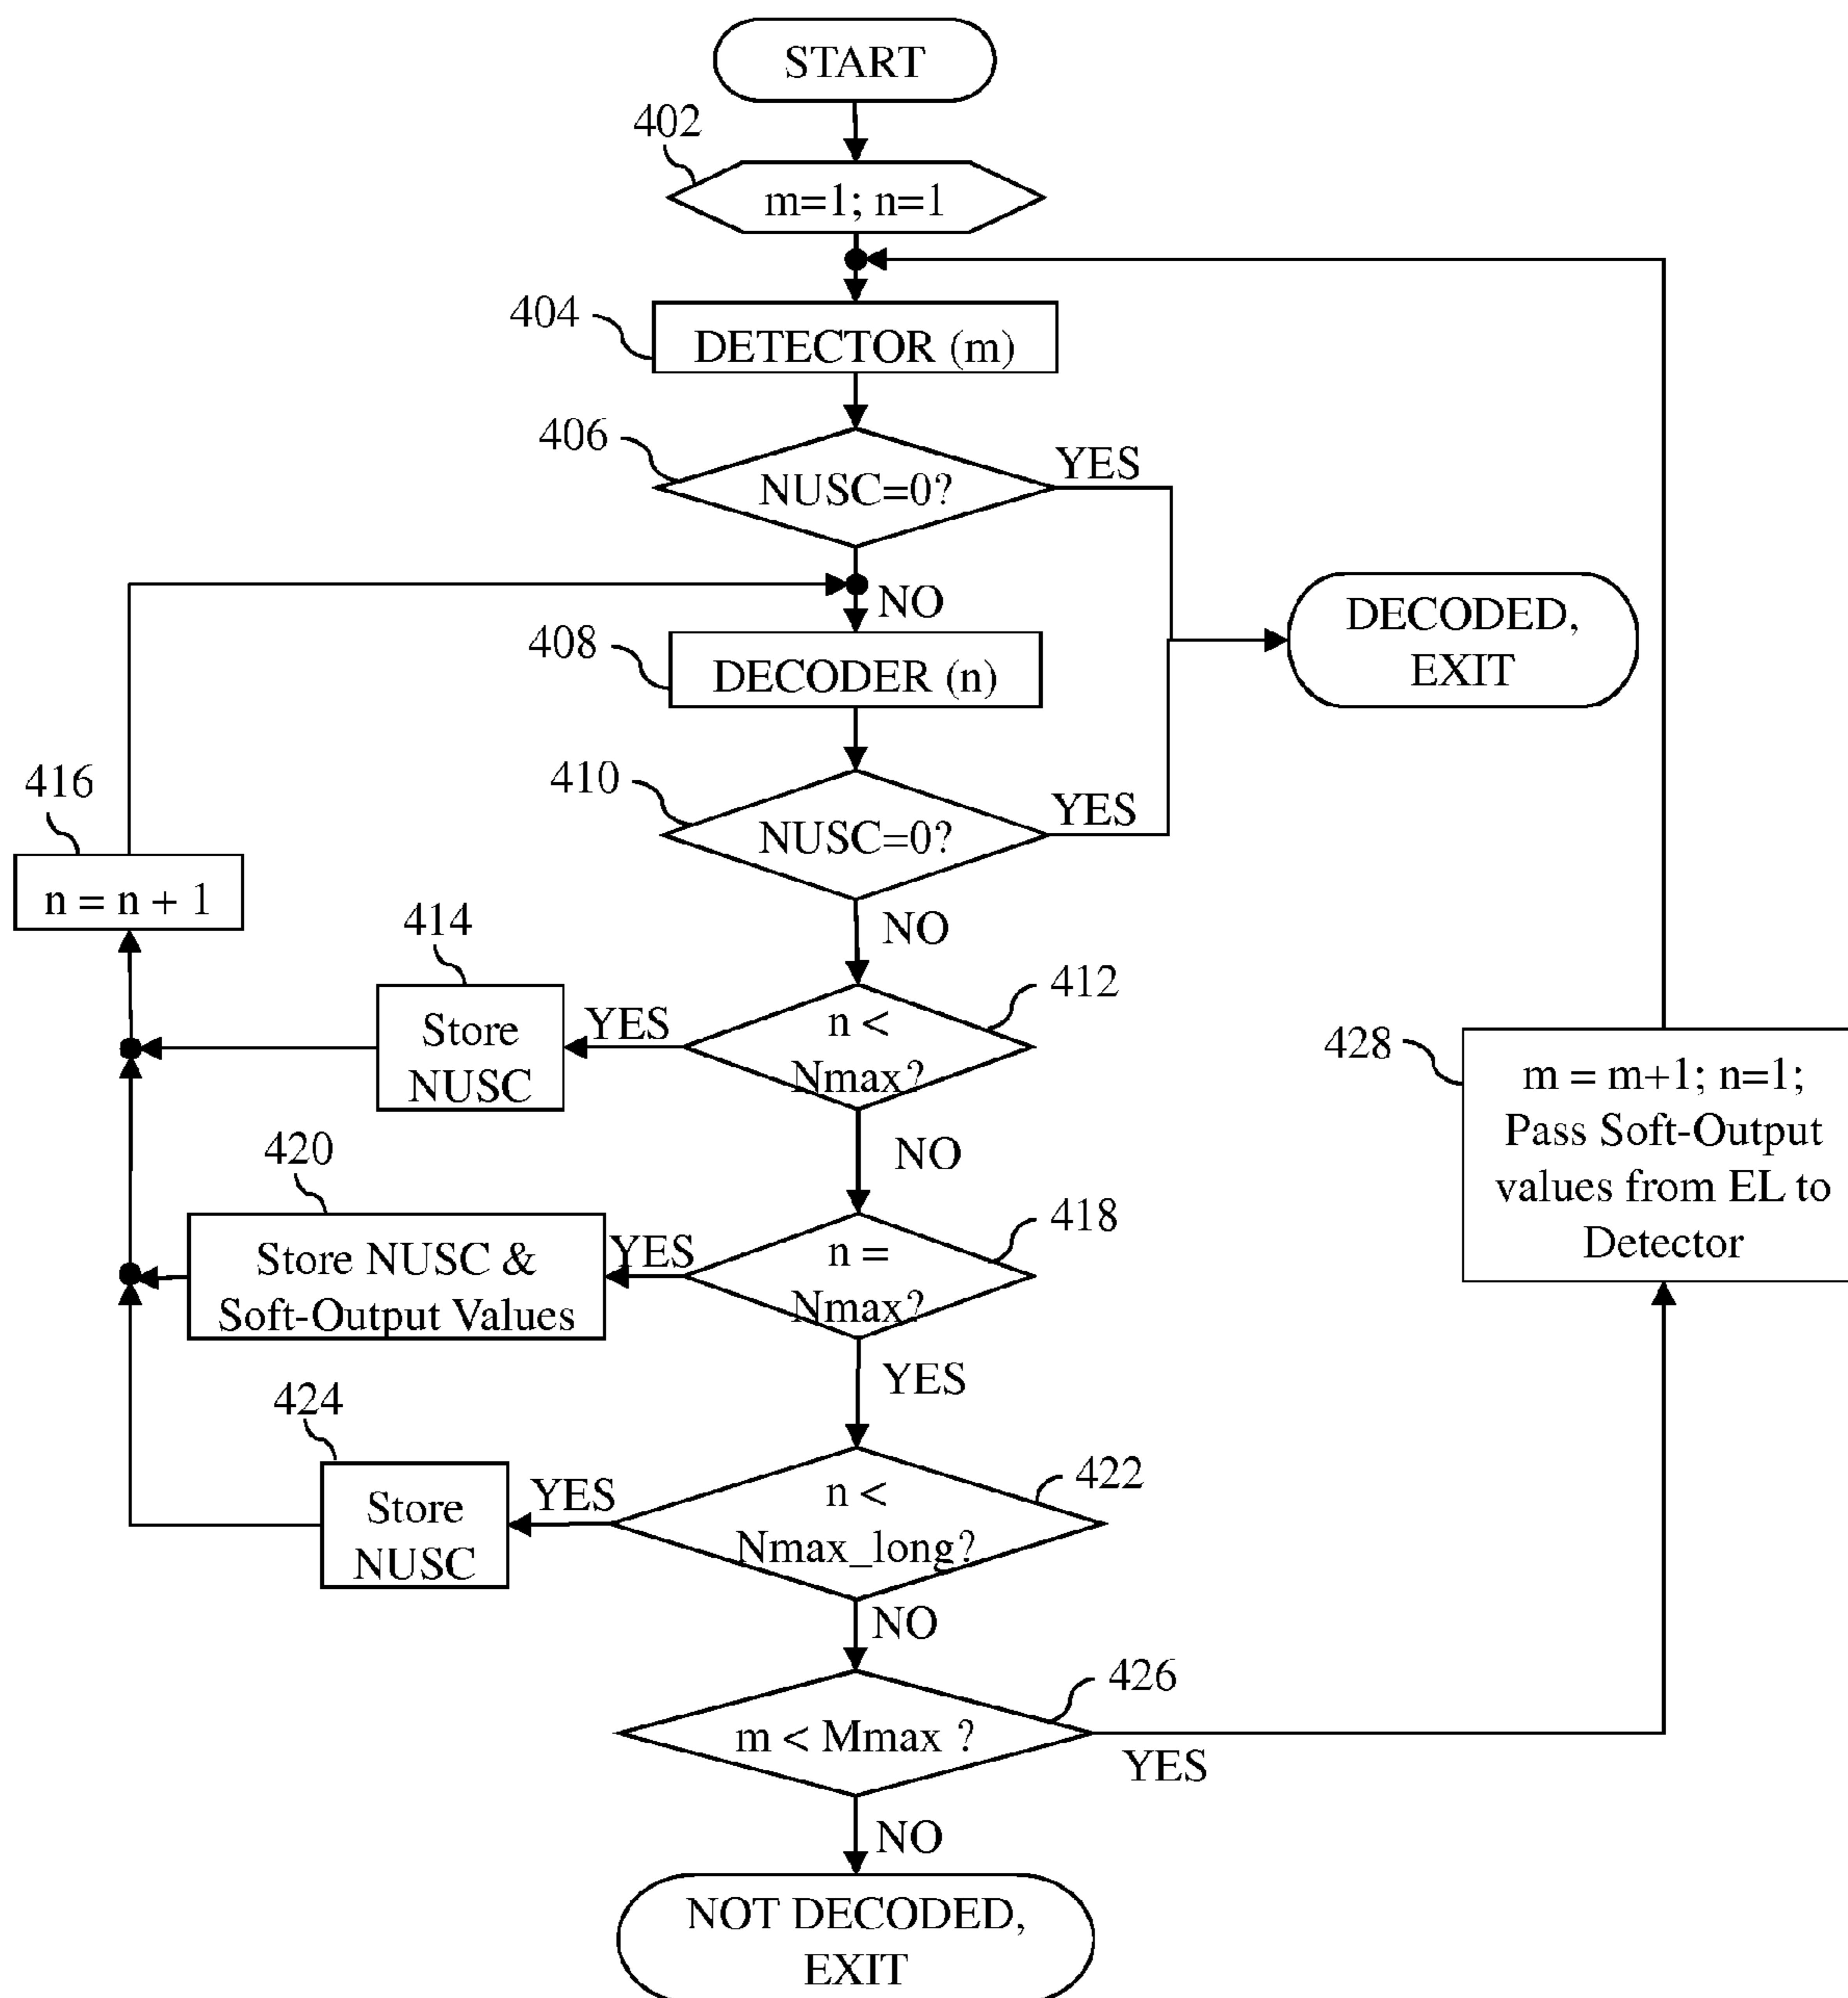 START
402
m=1; n=1
404
DETECTOR (m)
406
NUSC=0?
YES
NO
408
DECODER (n)
DECODED,
EXIT
410
NUSC=0?
YES
416
n = n + 1
NO
414
Store
NUSC
YES
412
n <
Nmax?
428
m = m+1; n=1;
Pass Soft-Output
values from EL to
Detector
NO
420
Store NUSC &
Soft-Output Values
YES
418
n =
Nmax?
YES
424
Store
NUSC
YES
422
n <
Nmax_long?
NO
426
m < Mmax ?
YES
NO
NOT DECODED,
EXIT